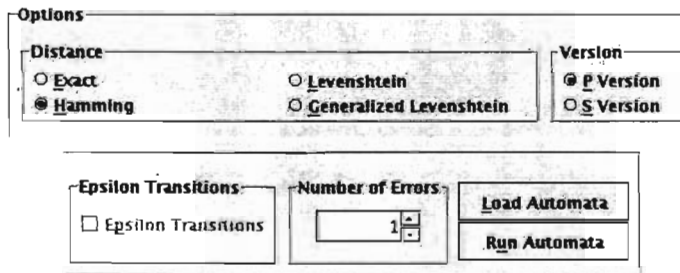 Options
Distance Version
Exact Levenshtein P Version
Hamming Generalized Levenshtein S Version
Epsilon Transitions Number of Errors
Load Automata
Epsilon Transitions 1
Run Automata